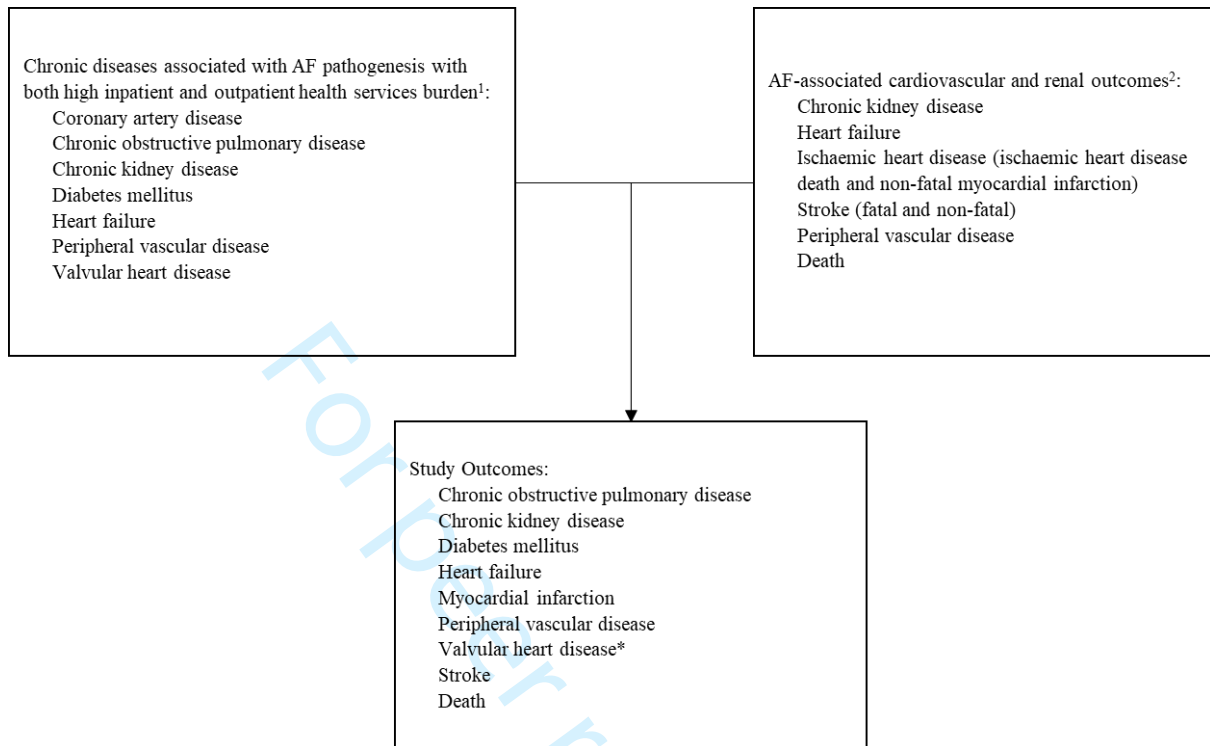 Chronic diseases associated with AF pathogenesis with
both high inpatient and outpatient health services burden¹:
Coronary artery disease
Chronic obstructive pulmonary disease
Chronic kidney disease
Diabetes mellitus
Heart failure
Peripheral vascular disease
Valvular heart disease
AF-associated cardiovascular and renal outcomes²:
Chronic kidney disease
Heart failure
Ischaemic heart disease (ischaemic heart disease
death and non-fatal myocardial infarction)
Stroke (fatal and non-fatal)
Peripheral vascular disease
Death
Study Outcomes:
Chronic obstructive pulmonary disease
Chronic kidney disease
Diabetes mellitus
Heart failure
Myocardial infarction
Peripheral vascular disease
Valvular heart disease*
Stroke
Death
For peer r